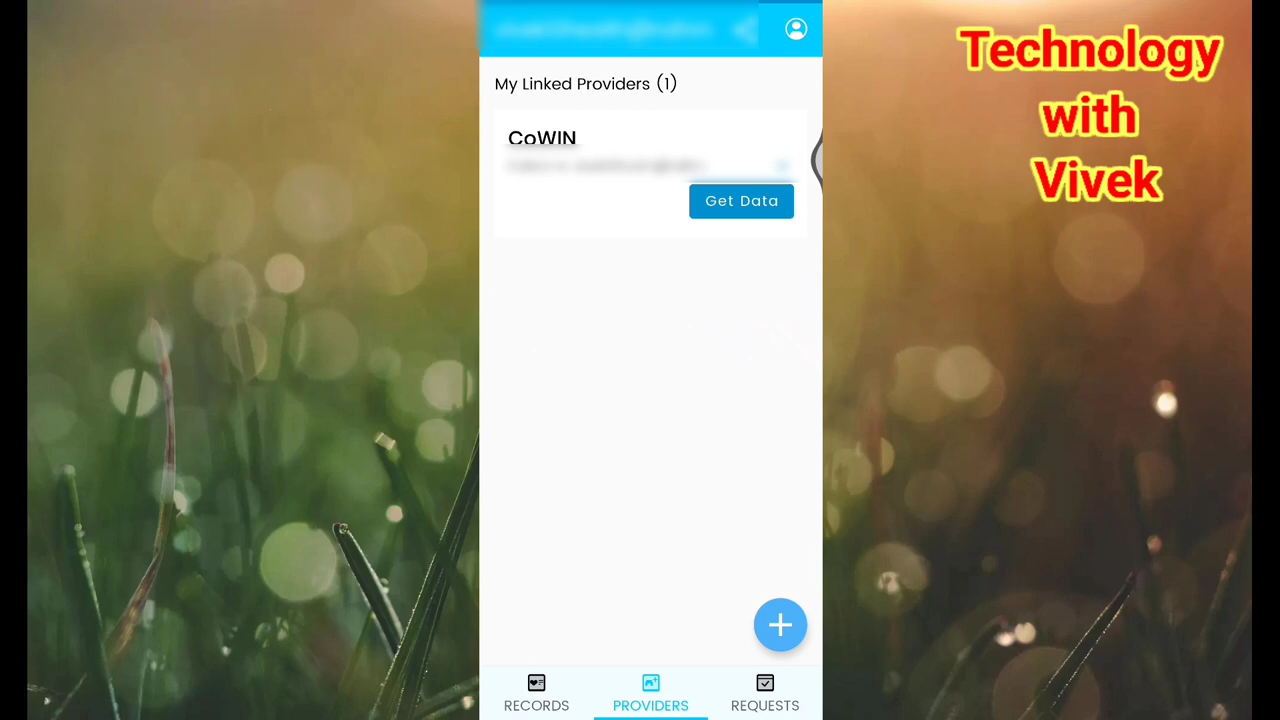 My Linked Providers (1)
CoWIN
Get Data
RECORDS
PROVIDERS
REQUESTS
Technology
with
Vivek